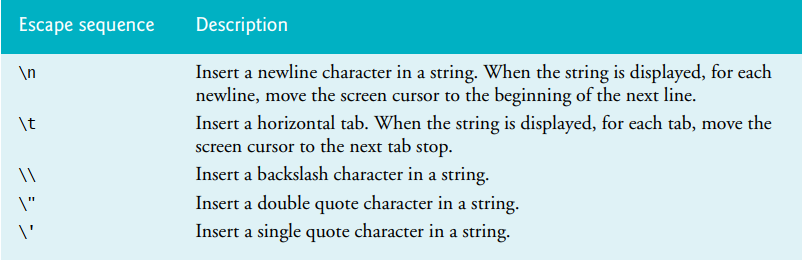 Escape sequence Description
\n Insert a newline character in a string. When the string is displayed, for each
newline, move the screen cursor to the beginning of the next line.
\t Insert a horizontal tab. When the string is displayed, for each tab, move the
screen cursor to the next tab stop.
\\ Insert a backslash character in a string.
\" Insert a double quote character in a string.
\' Insert a single quote character in a string.